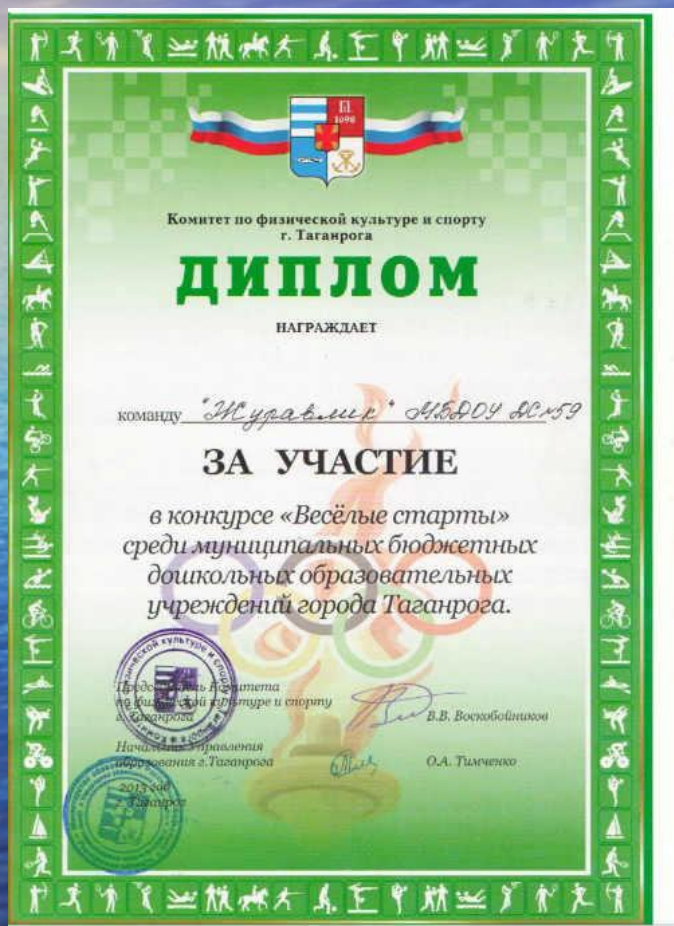 1698
Комитет по физической культуре и спорту
г. Таганрога
ДИПЛОМ
НАГРАЖДАЕТ
команду "Журавлик" МБДОУ ДС №59
ЗА УЧАСТИЕ
в конкурсе «Весёлые старты»
среди муниципальных бюджетных
дошкольных образовательных
учреждений города Таганрога.
Председатель Комитета
по физической культуре и спорту
г. Таганрога
В.В. Воскобойников
Начальник Управления
образования г.Таганрога
О.А. Тимченко
2013 год
г. Таганрог